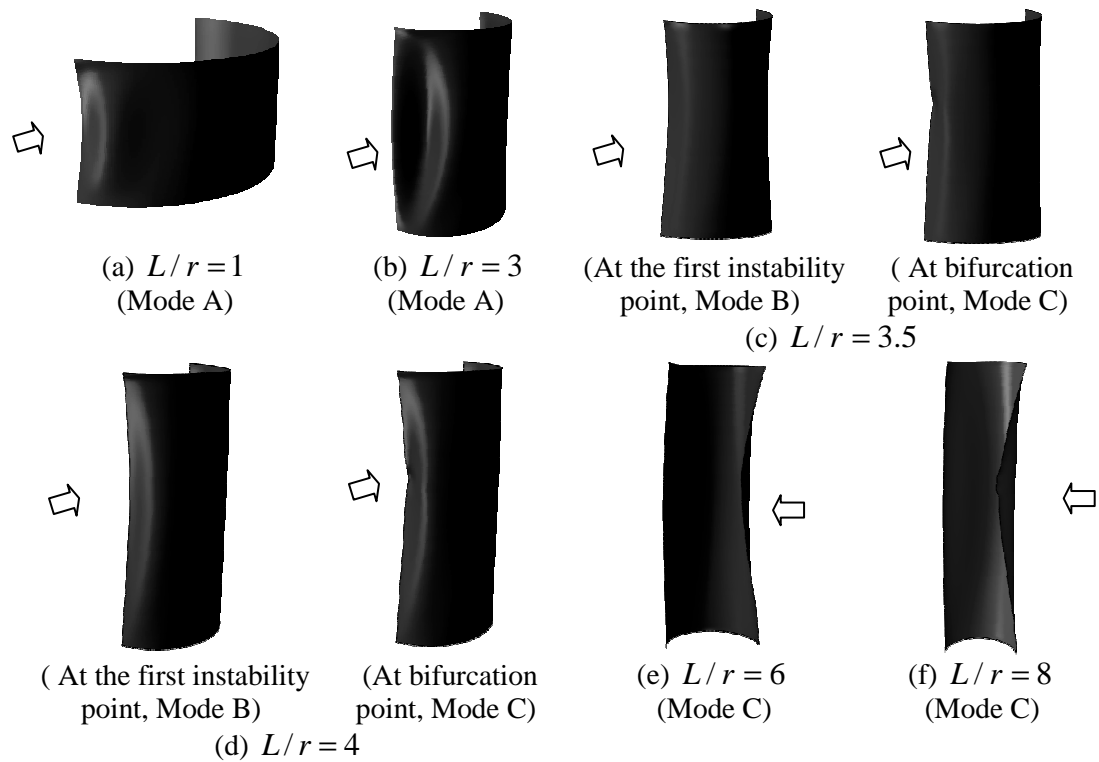 (a) L/r = 1
(Mode A)
(b) L/r = 3
(Mode A)
(At the first instability
point, Mode B)
( At bifurcation
point, Mode C)
(c) L/r = 3.5
( At the first instability
point, Mode B)
(At bifurcation
point, Mode C)
(d) L/r = 4
(e) L/r = 6
(Mode C)
(f) L/r = 8
(Mode C)